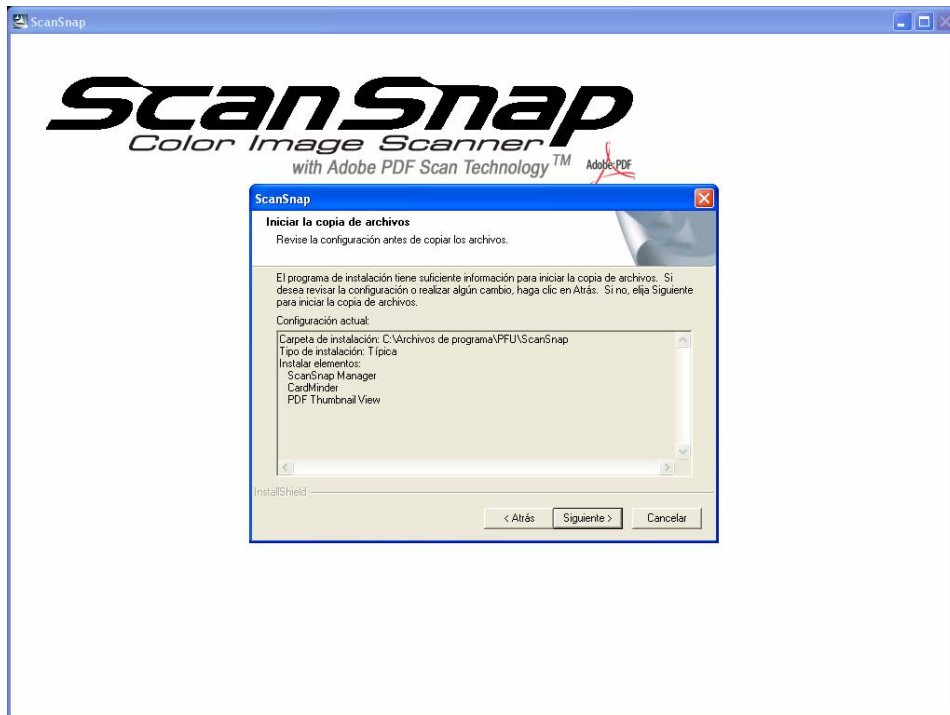 ScanSnap
ScanSnap
Color Image Scanner
with Adobe PDF Scan Technology TM
Adobe PDF
ScanSnap
Iniciar la copia de archivos
Revise la configuración antes de copiar los archivos.
El programa de instalación tiene suficiente información para iniciar la copia de archivos. Si
desea revisar la configuración o realizar algún cambio, haga clic en Atrás. Si no, elija Siguiente
para iniciar la copia de archivos.
Configuración actual:
Carpeta de instalación: C:\Archivos de programa\PFU\ScanSnap
Tipo de instalación: Típica
Instalar elementos:
ScanSnap Manager
CardMinder
PDF Thumbnail View
InstallShield
< Atrás Siguiente > Cancelar